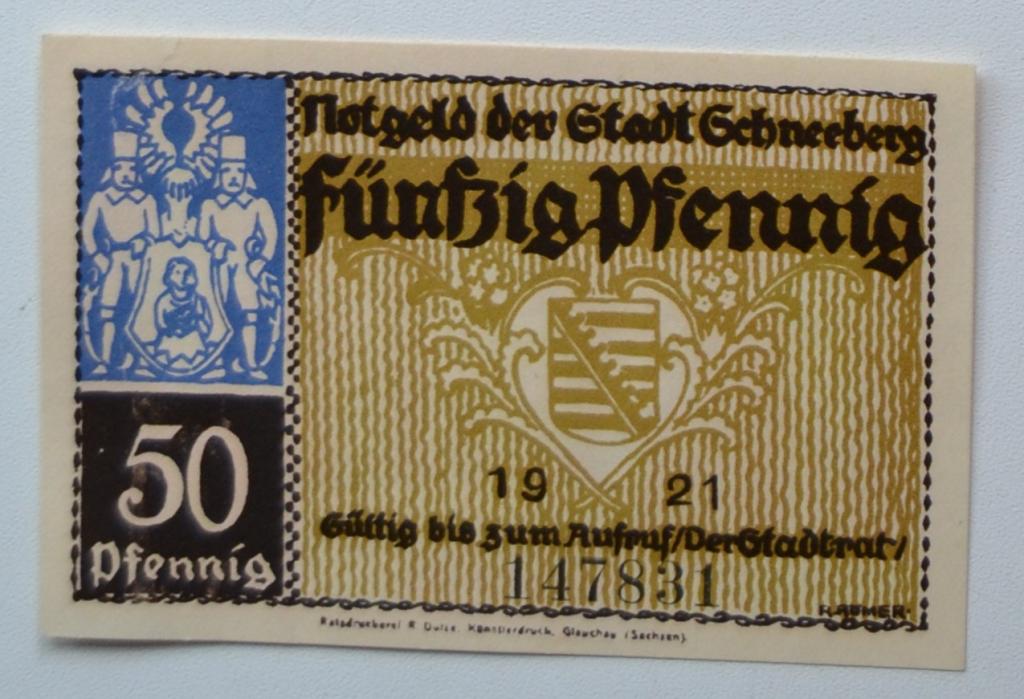 Notgeld der Stadt Schneeberg
Fünfzig Pfennig
50
Pfennig
19 21
Gültig bis zum Aufruf/Der Stadtrat/
147831
Ratsdruckerei R. Dulce, Künstlerdruck, Glauchau (Sachsen).